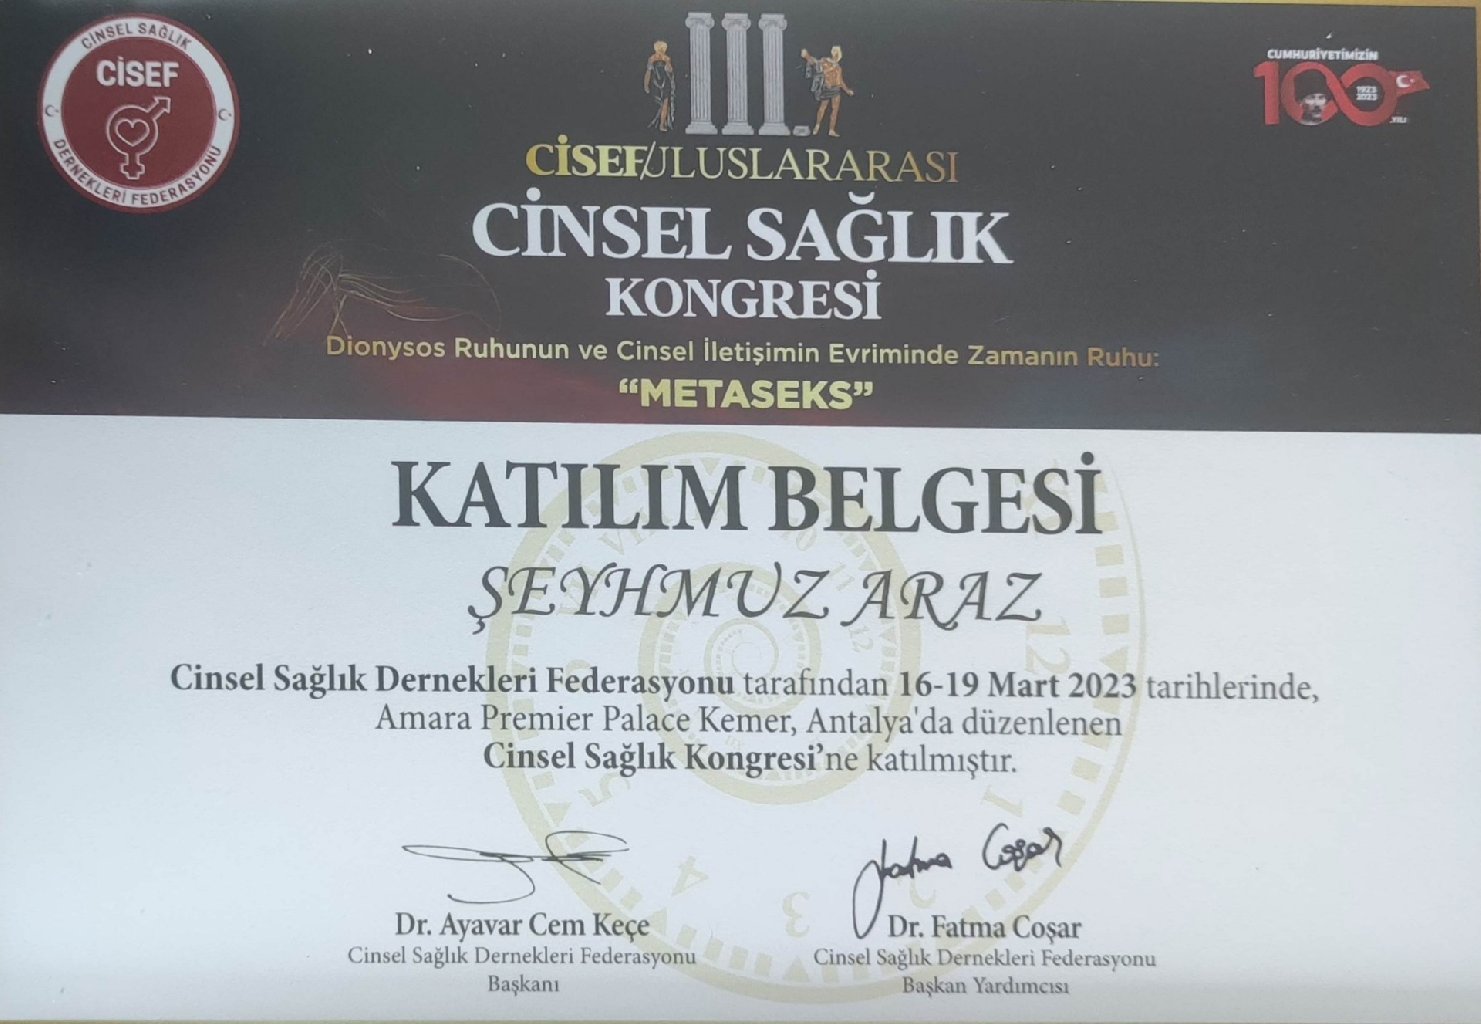 CİNSEL SAĞLIK
CİSEF
DERNEKLERİ FEDERASYONU
III.
CUMHURİYETİMİZİN
100
1923
2023
.YILI
CİSEF/ULUSLARARASI
CİNSEL SAĞLIK
KONGRESİ
Dionysos Ruhunun ve Cinsel İletişimin Evriminde Zamanın Ruhu:
“METASEKS”
KATILIM BELGESİ
ŞEYHMUZ ARAZ
Cinsel Sağlık Dernekleri Federasyonu tarafından 16-19 Mart 2023 tarihlerinde,
Amara Premier Palace Kemer, Antalya'da düzenlenen
Cinsel Sağlık Kongresi’ne katılmıştır.
Fatma Coşar
Dr. Ayavar Cem Keçe
Cinsel Sağlık Dernekleri Federasyonu
Başkanı
Dr. Fatma Coşar
Cinsel Sağlık Dernekleri Federasyonu
Başkan Yardımcısı